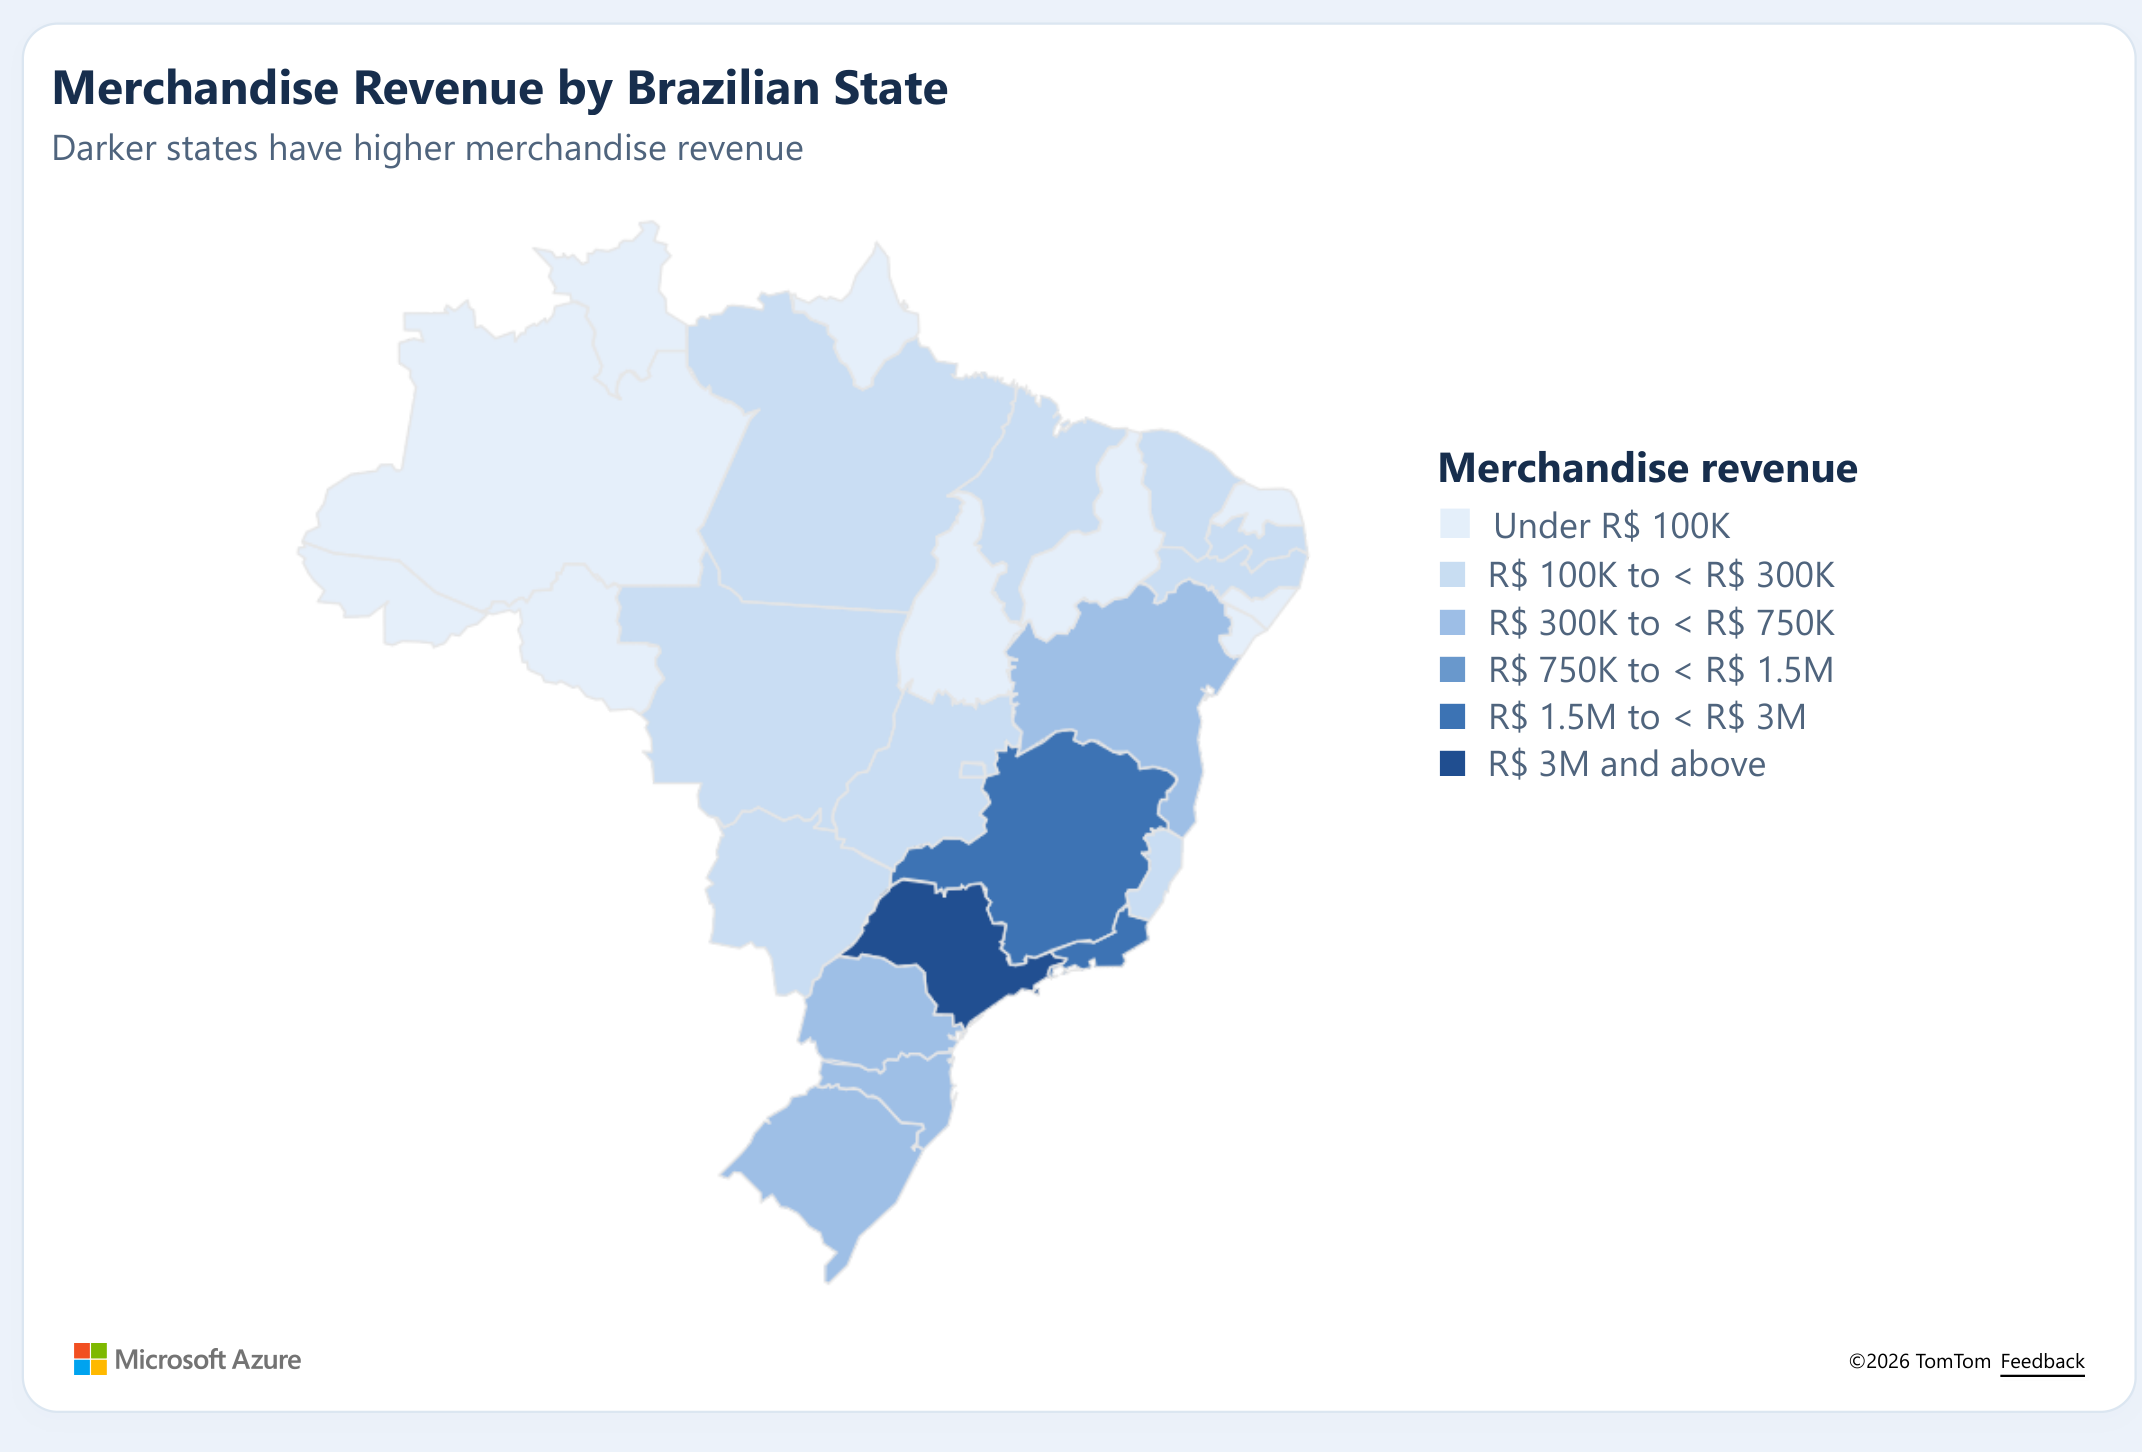 Merchandise Revenue by Brazilian State
Darker states have higher merchandise revenue
Merchandise revenue
Under R$ 100K
R$ 100K to < R$ 300K
R$ 300K to < R$ 750K
R$ 750K to < R$ 1.5M
R$ 1.5M to < R$ 3M
R$ 3M and above
Microsoft Azure
©2026 TomTom Feedback